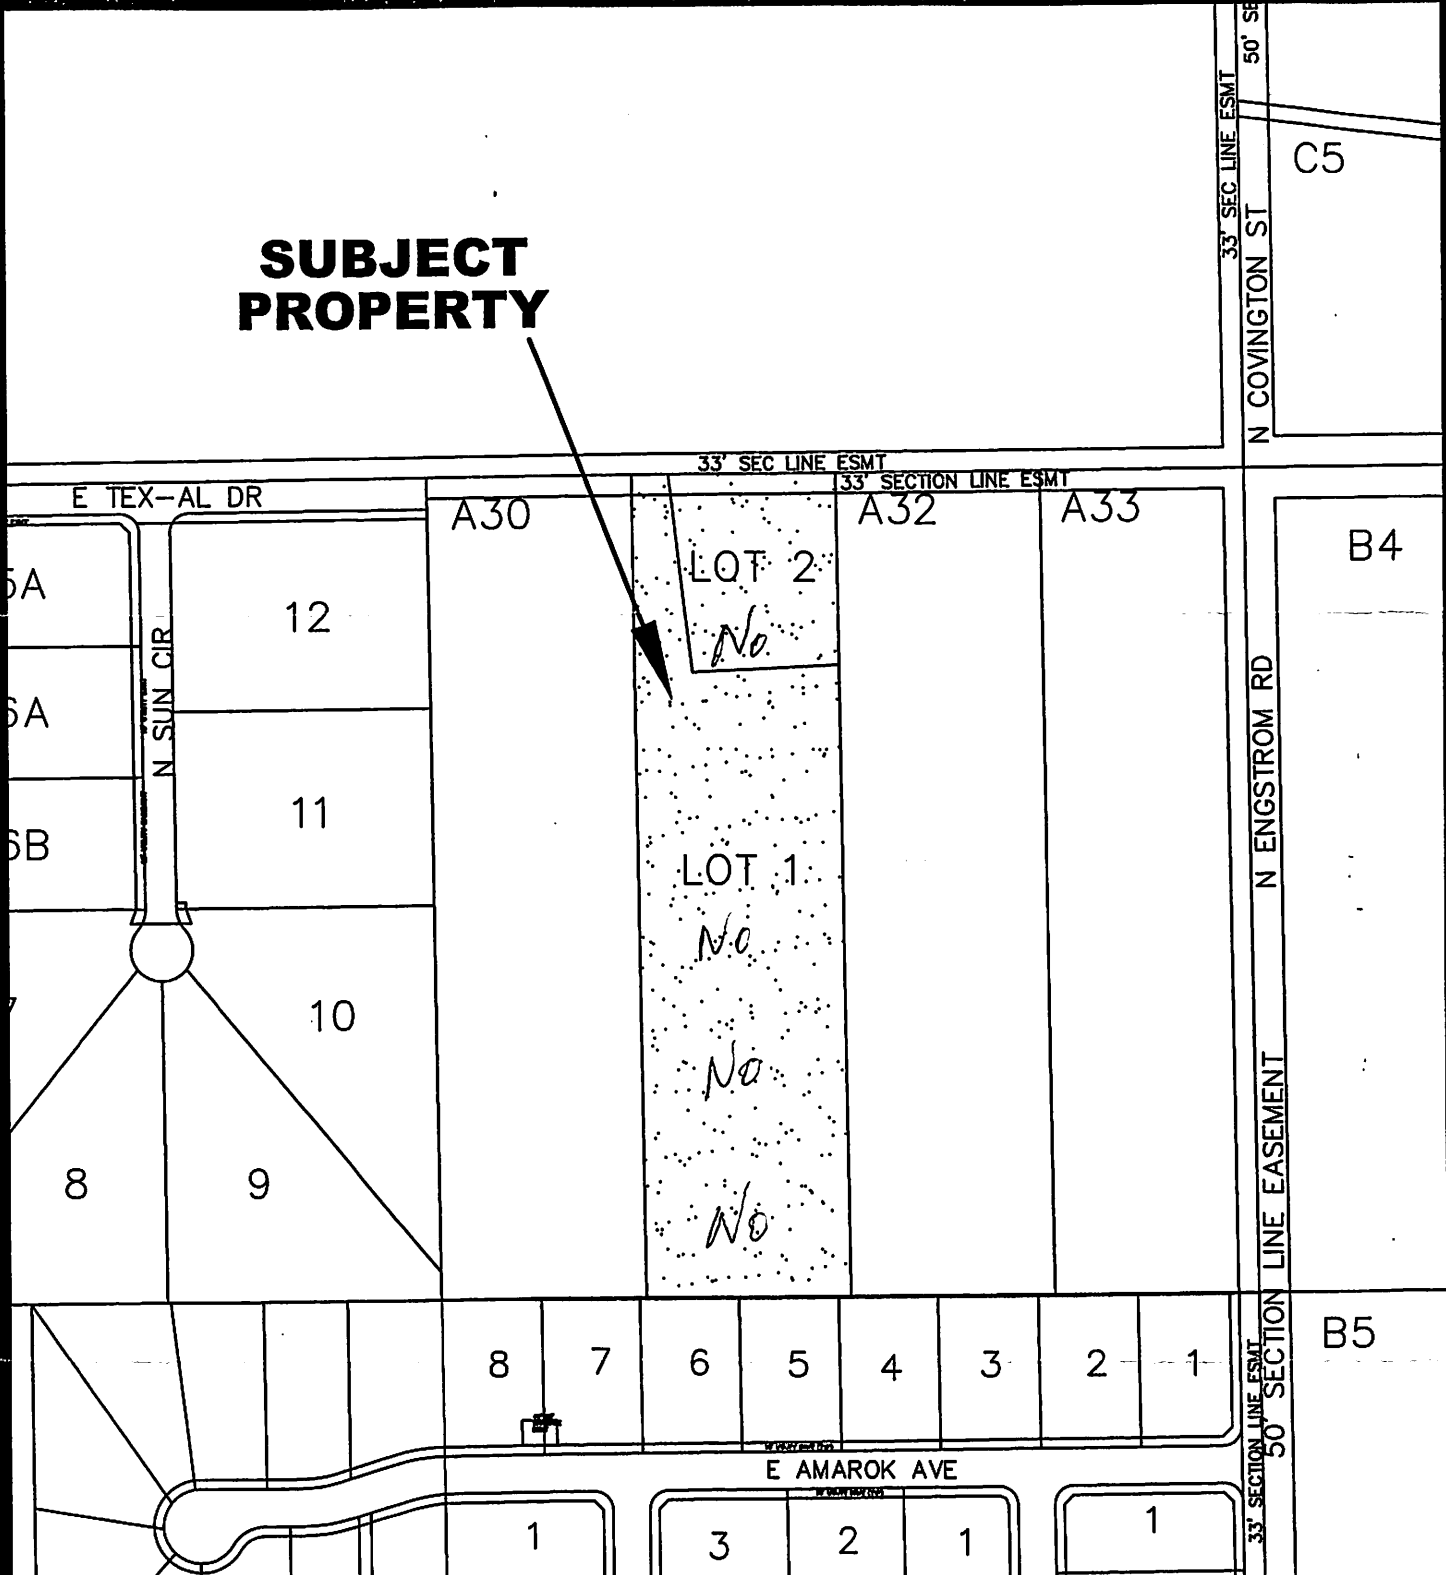 50' SE
33' SEC LINE ESMT
C5
N COVINGTON ST
SUBJECT
PROPERTY
33' SEC LINE ESMT
33' SECTION LINE ESMT
E TEX-AL DR
A30
A32
A33
B4
LOT 2
No
5A
12
N SUN CIR
6A
N ENGSTROM RD
11
6B
LOT 1
No
10
7
No
8
9
No
50' SECTION LINE EASEMENT
B5
8
7
6
5
4
3
2
1
33' SECTION LINE ESMT
E AMAROK AVE
1
3
2
1
1